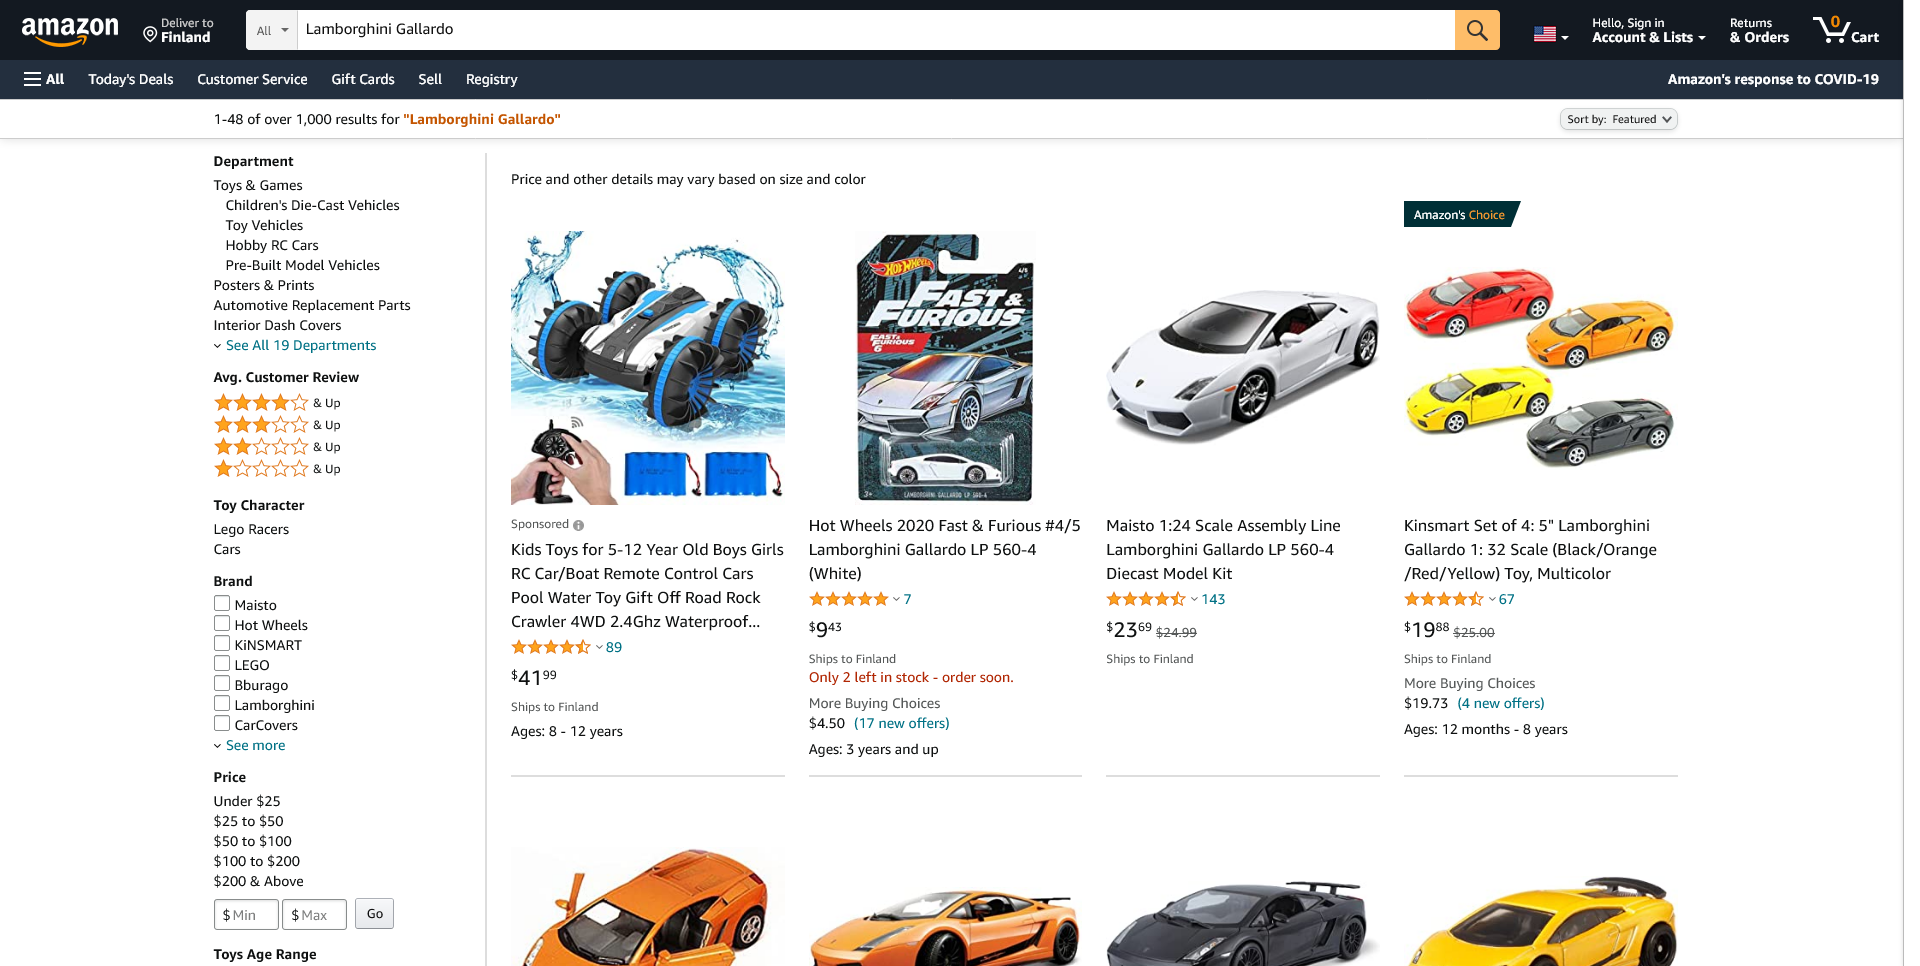 amazon
Deliver to
Finland
All
Lamborghini Gallardo
Hello, Sign in
Account & Lists
Returns
& Orders
0
Cart
All
Today's Deals
Customer Service
Gift Cards
Sell
Registry
Amazon's response to COVID-19
1-48 of over 1,000 results for "Lamborghini Gallardo"
Sort by: Featured
Department
Toys & Games
Children's Die-Cast Vehicles
Toy Vehicles
Hobby RC Cars
Pre-Built Model Vehicles
Posters & Prints
Automotive Replacement Parts
Interior Dash Covers
See All 19 Departments
Avg. Customer Review
& Up
& Up
& Up
& Up
Toy Character
Lego Racers
Cars
Brand
Maisto
Hot Wheels
KiNSMART
LEGO
Bburago
Lamborghini
CarCovers
See more
Price
Under $25
$25 to $50
$50 to $100
$100 to $200
$200 & Above
$ Min
$ Max
Go
Toys Age Range
Price and other details may vary based on size and color
Sponsored
Kids Toys for 5-12 Year Old Boys Girls
RC Car/Boat Remote Control Cars
Pool Water Toy Gift Off Road Rock
Crawler 4WD 2.4Ghz Waterproof...
89
$41 99
Ships to Finland
Ages: 8 - 12 years
HOT WHEELS
4/5
FAST &
FURIOUS
FAST & FURIOUS
6
3+
LAMBORGHINI GALLARDO LP 560-4
Hot Wheels 2020 Fast & Furious #4/5
Lamborghini Gallardo LP 560-4
(White)
7
$9 43
Ships to Finland
Only 2 left in stock - order soon.
More Buying Choices
$4.50 (17 new offers)
Ages: 3 years and up
Maisto 1:24 Scale Assembly Line
Lamborghini Gallardo LP 560-4
Diecast Model Kit
143
$23 69 $24.99
Ships to Finland
Amazon's Choice
Kinsmart Set of 4: 5" Lamborghini
Gallardo 1: 32 Scale (Black/Orange
/Red/Yellow) Toy, Multicolor
67
$19 88 $25.00
Ships to Finland
More Buying Choices
$19.73 (4 new offers)
Ages: 12 months - 8 years